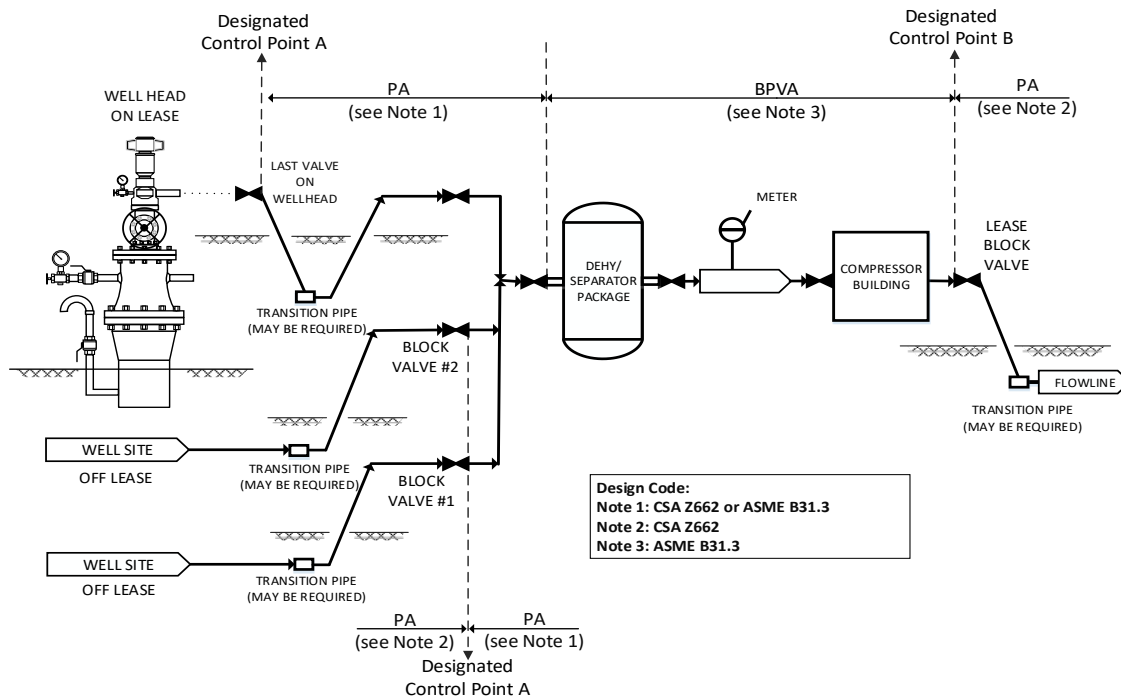 Designated
Control Point A
Designated
Control Point B
PA
(see Note 1)
BPVA
(see Note 3)
PA
(see Note 2)
WELL HEAD
ON LEASE
LAST VALVE
ON
WELLHEAD
METER
LEASE
BLOCK
VALVE
DEHY/
SEPARATOR
PACKAGE
COMPRESSOR
BUILDING
TRANSITION PIPE
(MAY BE REQUIRED)
BLOCK
VALVE #2
FLOWLINE
TRANSITION PIPE
(MAY BE REQUIRED)
WELL SITE
OFF LEASE
TRANSITION PIPE
(MAY BE REQUIRED)
BLOCK
VALVE #1
Design Code:
Note 1: CSA Z662 or ASME B31.3
Note 2: CSA Z662
Note 3: ASME B31.3
WELL SITE
OFF LEASE
TRANSITION PIPE
(MAY BE REQUIRED)
PA
(see Note 2)
PA
(see Note 1)
Designated
Control Point A